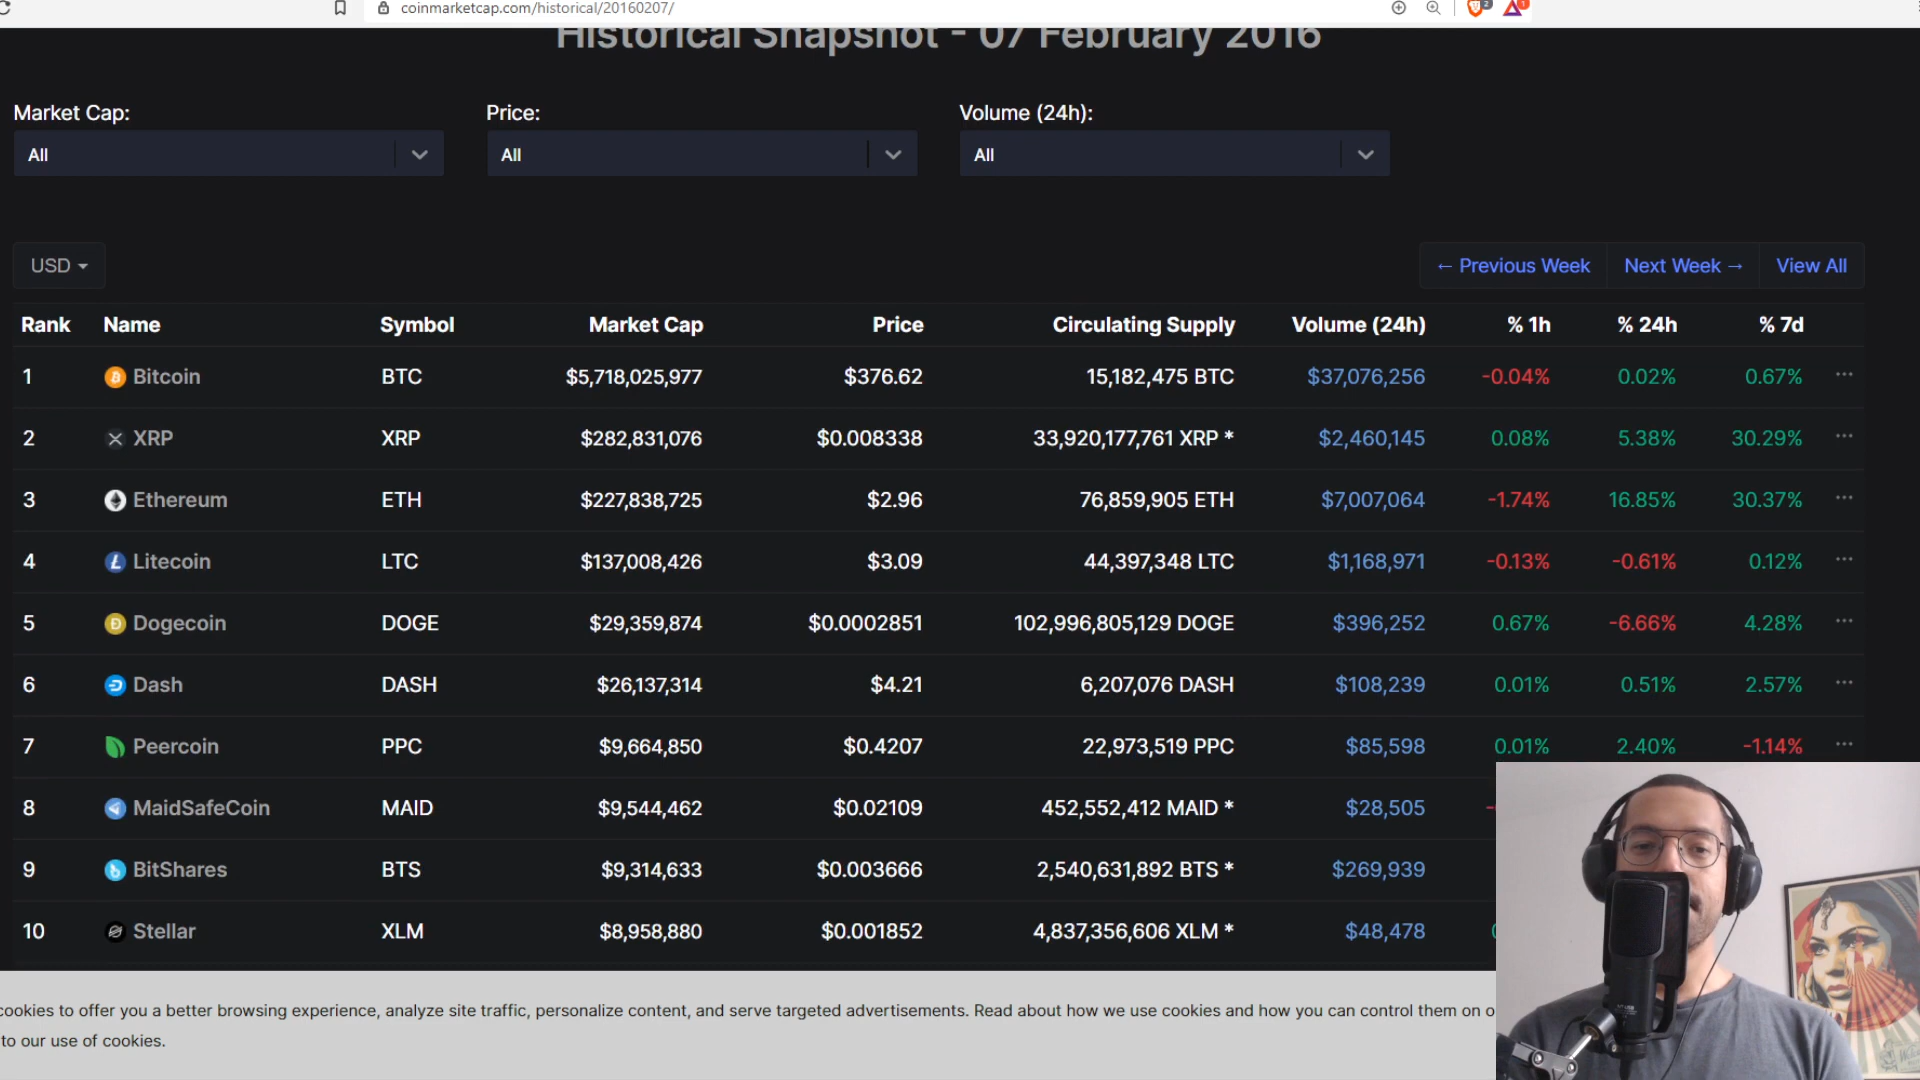 coinmarketcap.com/historical/20160207/
2
1
Historical Snapshot - 07 February 2016
Market Cap: Price: Volume (24h):
All All All
USD ← Previous Week Next Week → View All
Rank Name Symbol Market Cap Price Circulating Supply Volume (24h) % 1h % 24h % 7d
1 Bitcoin BTC $5,718,025,977 $376.62 15,182,475 BTC $37,076,256 -0.04% 0.02% 0.67% ...
2 XRP XRP $282,831,076 $0.008338 33,920,177,761 XRP * $2,460,145 0.08% 5.38% 30.29% ...
3 Ethereum ETH $227,838,725 $2.96 76,859,905 ETH $7,007,064 -1.74% 16.85% 30.37% ...
4 Litecoin LTC $137,008,426 $3.09 44,397,348 LTC $1,168,971 -0.13% -0.61% 0.12% ...
5 Dogecoin DOGE $29,359,874 $0.0002851 102,996,805,129 DOGE $396,252 0.67% -6.66% 4.28% ...
6 Dash DASH $26,137,314 $4.21 6,207,076 DASH $108,239 0.01% 0.51% 2.57% ...
7 Peercoin PPC $9,664,850 $0.4207 22,973,519 PPC $85,598 0.01% 2.40% -1.14% ...
8 MaidSafeCoin MAID $9,544,462 $0.02109 452,552,412 MAID * $28,505
9 BitShares BTS $9,314,633 $0.003666 2,540,631,892 BTS * $269,939
10 Stellar XLM $8,958,880 $0.001852 4,837,356,606 XLM * $48,478
cookies to offer you a better browsing experience, analyze site traffic, personalize content, and serve targeted advertisements. Read about how we use cookies and how you can control them on
to our use of cookies.